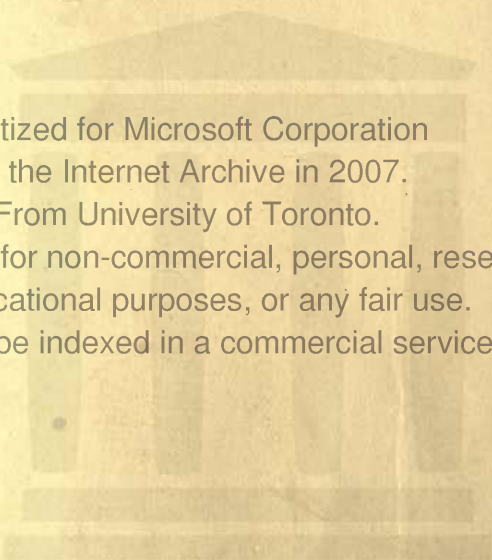 tized for Microsoft Corporation
the Internet Archive in 2007.
From University of Toronto.
for non-commercial, personal, rese
cational purposes, or any fair use.
be indexed in a commercial service